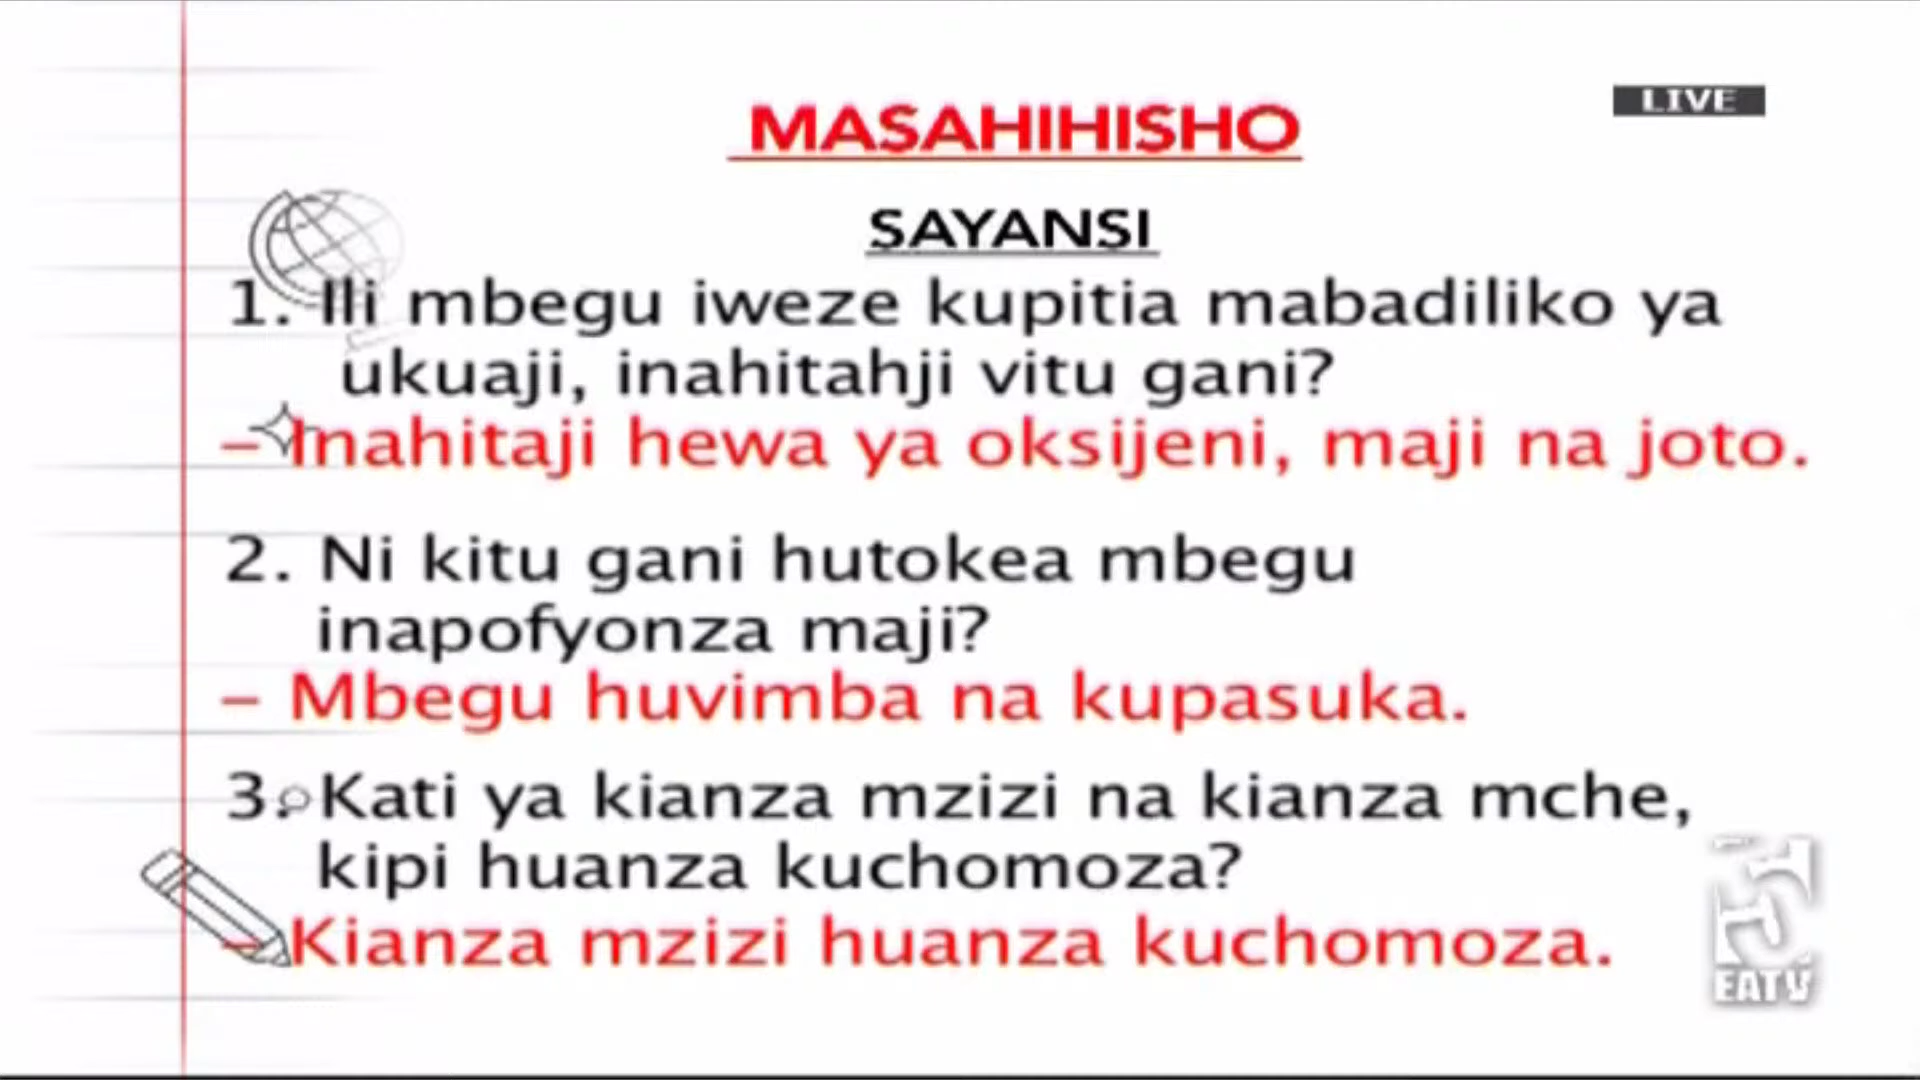 LIVE
MASAHIHISHO
SAYANSI
1. Ili mbegu iweze kupitia mabadiliko ya
ukuaji, inahitahji vitu gani?
– Inahitaji hewa ya oksijeni, maji na joto.
2. Ni kitu gani hutokea mbegu
inapofyonza maji?
– Mbegu huvimba na kupasuka.
3. Kati ya kianza mzizi na kianza mche,
kipi huanza kuchomoza?
– Kianza mzizi huanza kuchomoza.
EATV